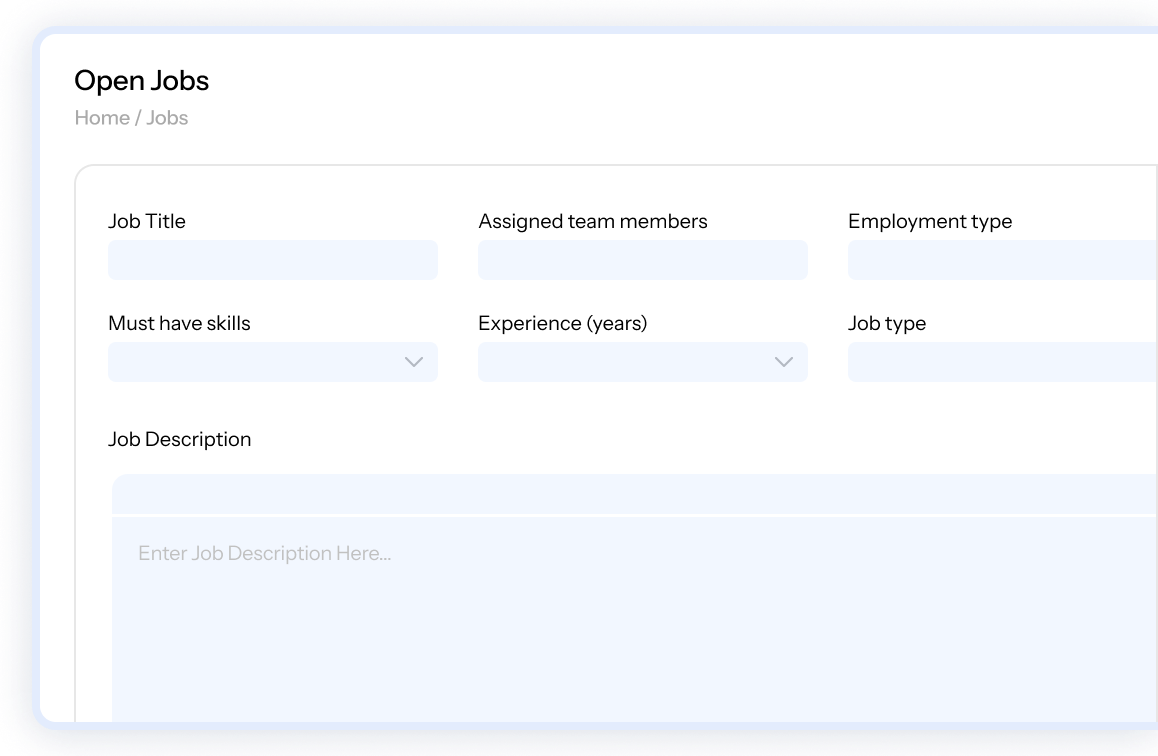 Open Jobs
Home / Jobs
Job Title
Assigned team members
Employment type
Must have skills
Experience (years)
Job type
Job Description
Enter Job Description Here...